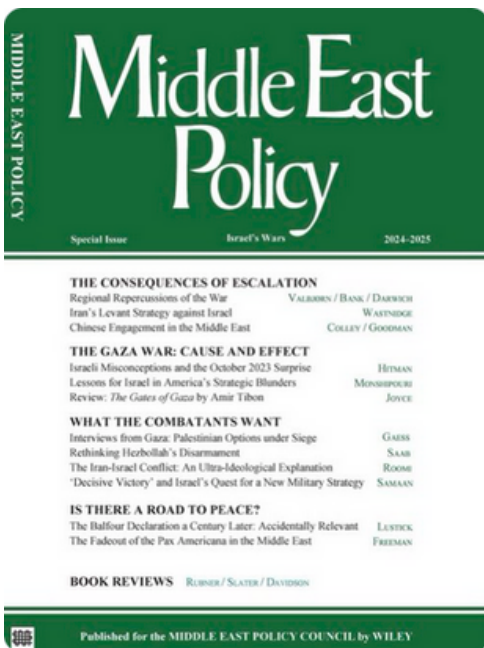 MIDDLE EAST POLICY
Middle East
Policy
Special Issue Israel's Wars 2024–2025
THE CONSEQUENCES OF ESCALATION
Regional Repercussions of the War VALBJØRN / BANK / DARWICH
Iran's Levant Strategy against Israel WASTNIDGE
Chinese Engagement in the Middle East COLLEY / GOODMAN
THE GAZA WAR: CAUSE AND EFFECT
Israeli Misconceptions and the October 2023 Surprise HITMAN
Lessons for Israel in America's Strategic Blunders MONSHIPOURI
Review: The Gates of Gaza by Amir Tibon JOYCE
WHAT THE COMBATANTS WANT
Interviews from Gaza: Palestinian Options under Siege GAESS
Rethinking Hezbollah's Disarmament SAAB
The Iran-Israel Conflict: An Ultra-Ideological Explanation ROOMI
'Decisive Victory' and Israel's Quest for a New Military Strategy SAMAAN
IS THERE A ROAD TO PEACE?
The Balfour Declaration a Century Later: Accidentally Relevant LUSTICK
The Fadeout of the Pax Americana in the Middle East FREEMAN
BOOK REVIEWS RUBNER / SLATER / DAVIDSON
Published for the MIDDLE EAST POLICY COUNCIL by WILEY